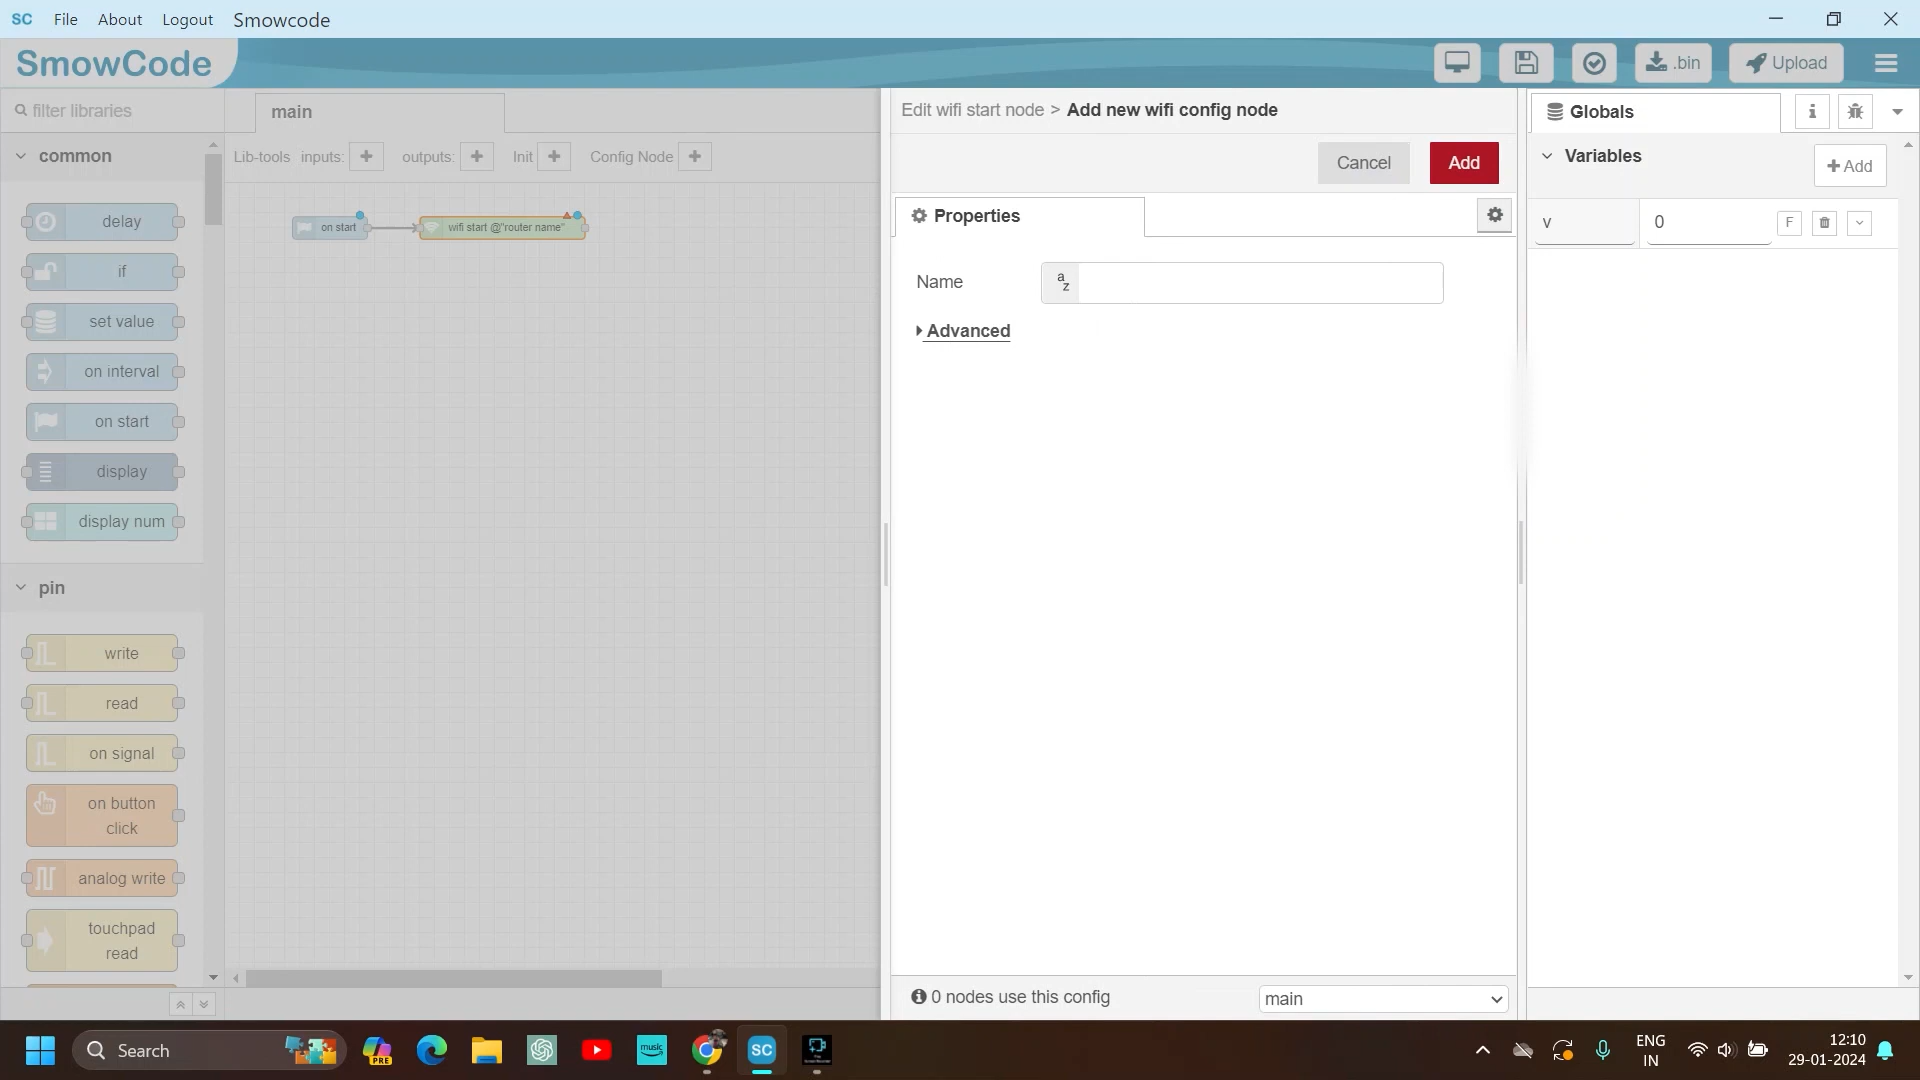 SC File About Logout Smowcode
SmowCode
.bin
Upload
filter libraries
main
Edit wifi start node > Add new wifi config node
Globals
common
Lib-tools inputs: outputs: Init Config Node
Cancel
Add
Variables
Add
delay
on start
wifi start @"router name"
Properties
v
0
F
if
Name
a
z
set value
Advanced
on interval
on start
display
display num
pin
write
read
on signal
on button
click
analog write
touchpad
read
0 nodes use this config
main
Search
PRE
music
SC
ENG
IN
12:10
29-01-2024